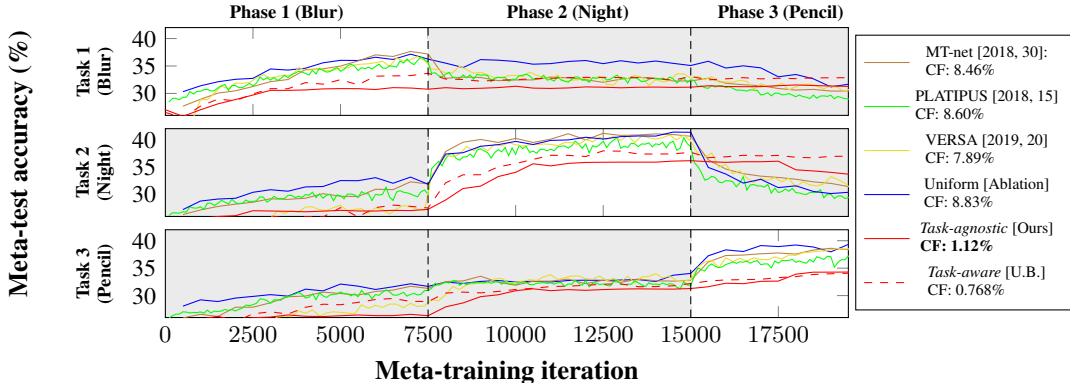 Phase 1 (Blur) Phase 2 (Night) Phase 3 (Pencil)
Meta-test accuracy (%)
Task 1
(Blur)
40
35
30
Task 2
(Night)
40
35
30
Task 3
(Pencil)
40
35
30
0 2500 5000 7500 10000 12500 15000 17500
Meta-training iteration
MT-net [2018, 30]:
CF: 8.46%
PLATIPUS [2018, 15]
CF: 8.60%
VERSA [2019, 20]
CF: 7.89%
Uniform [Ablation]
CF: 8.83%
Task-agnostic [Ours]
CF: 1.12%
Task-aware [U.B.]
CF: 0.768%